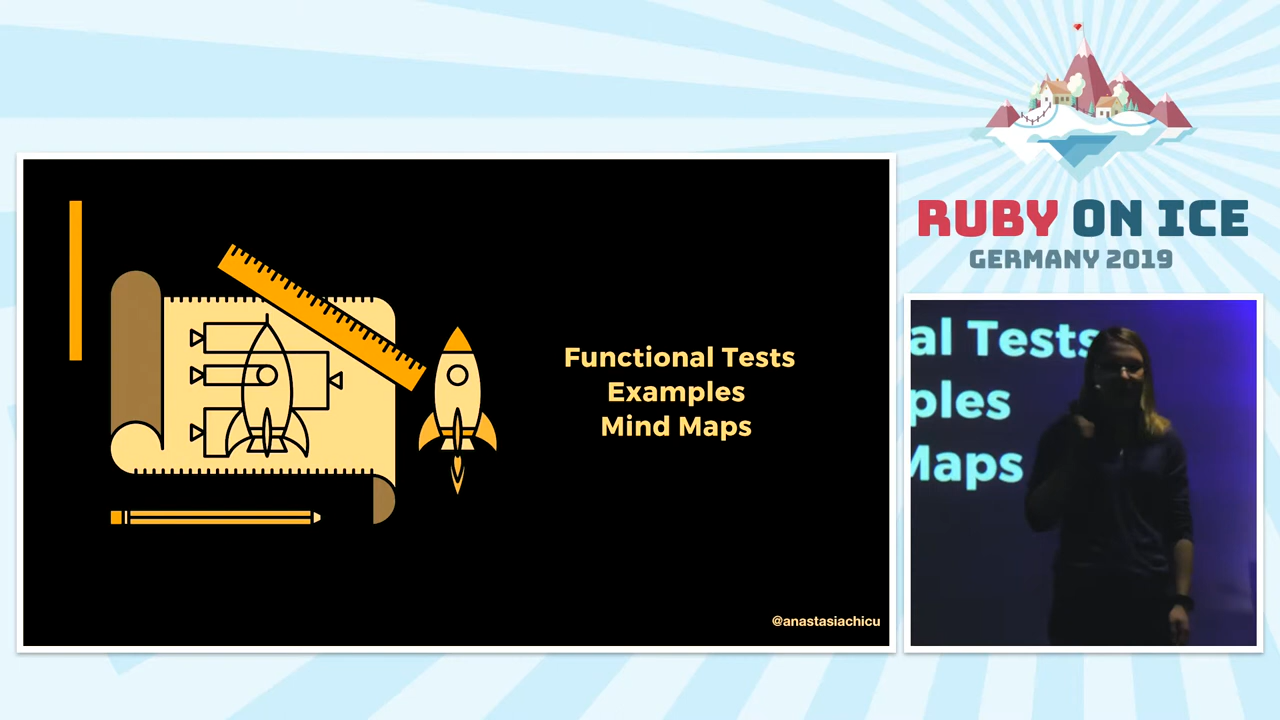 RUBY ON ICE
GERMANY 2019
Functional Tests
Examples
Mind Maps
@anastasiachicu
al Tests
ples
Maps